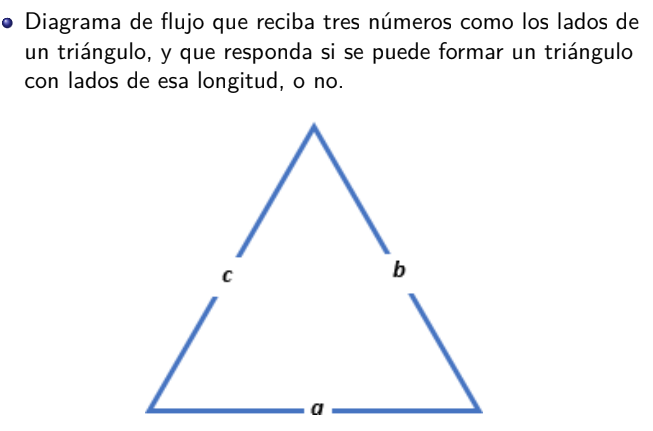 Diagrama de flujo que reciba tres números como los lados de
un triángulo, y que responda si se puede formar un triángulo
con lados de esa longitud, o no.
c
b
a